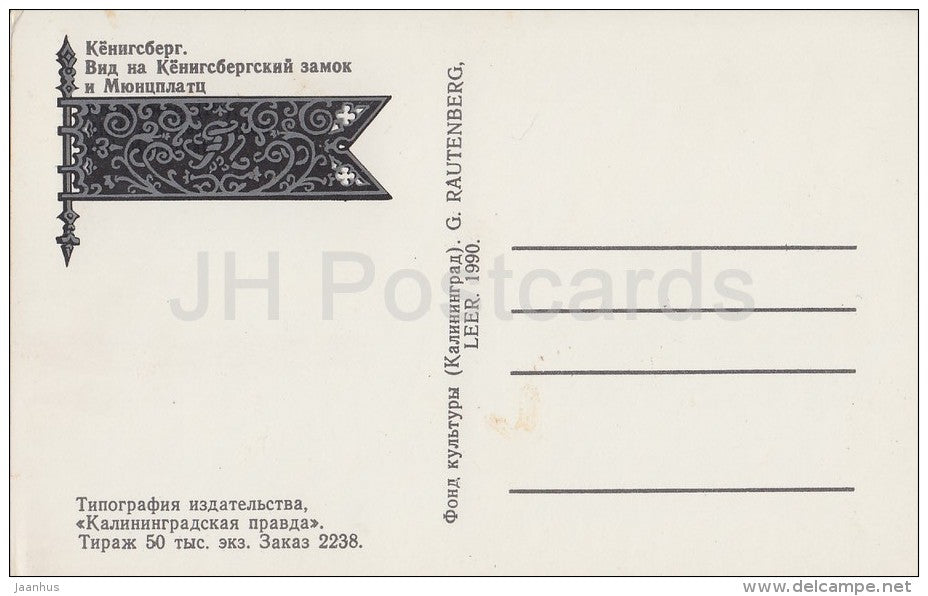 Кёнигсберг.
Вид на Кёнигсбергский замок
и Мюнцплатц
Фонд культуры (Калининград). G. RAUTENBERG,
LEER. 1990.
JH Postcards
Типография издательства,
«Калининградская правда».
Тираж 50 тыс. экз. Заказ 2238.
jaanhus
www.delcampe.net